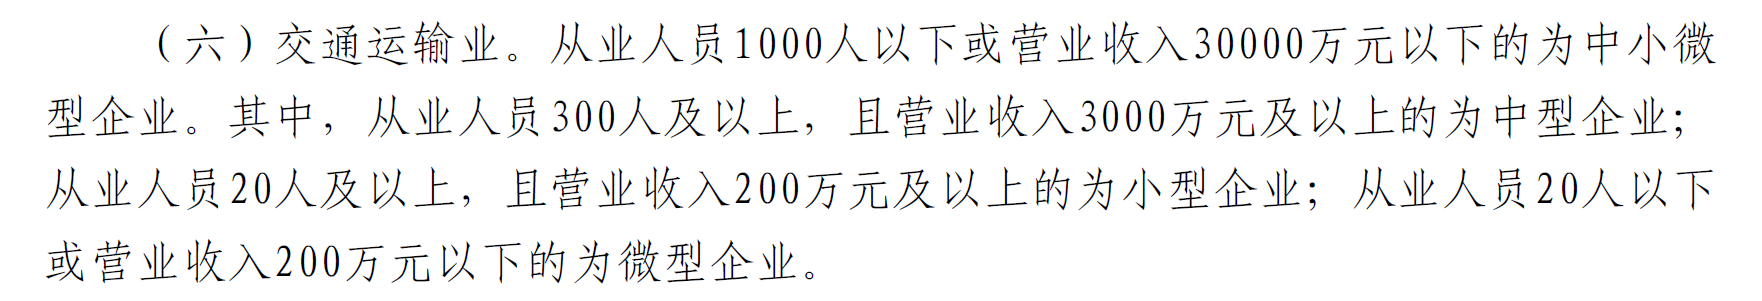 （六）交通运输业。从业人员1000人以下或营业收入30000万元以下的为中小微
型企业。其中，从业人员300人及以上，且营业收入3000万元及以上的为中型企业；
从业人员20人及以上，且营业收入200万元及以上的为小型企业；从业人员20人以下
或营业收入200万元以下的为微型企业。